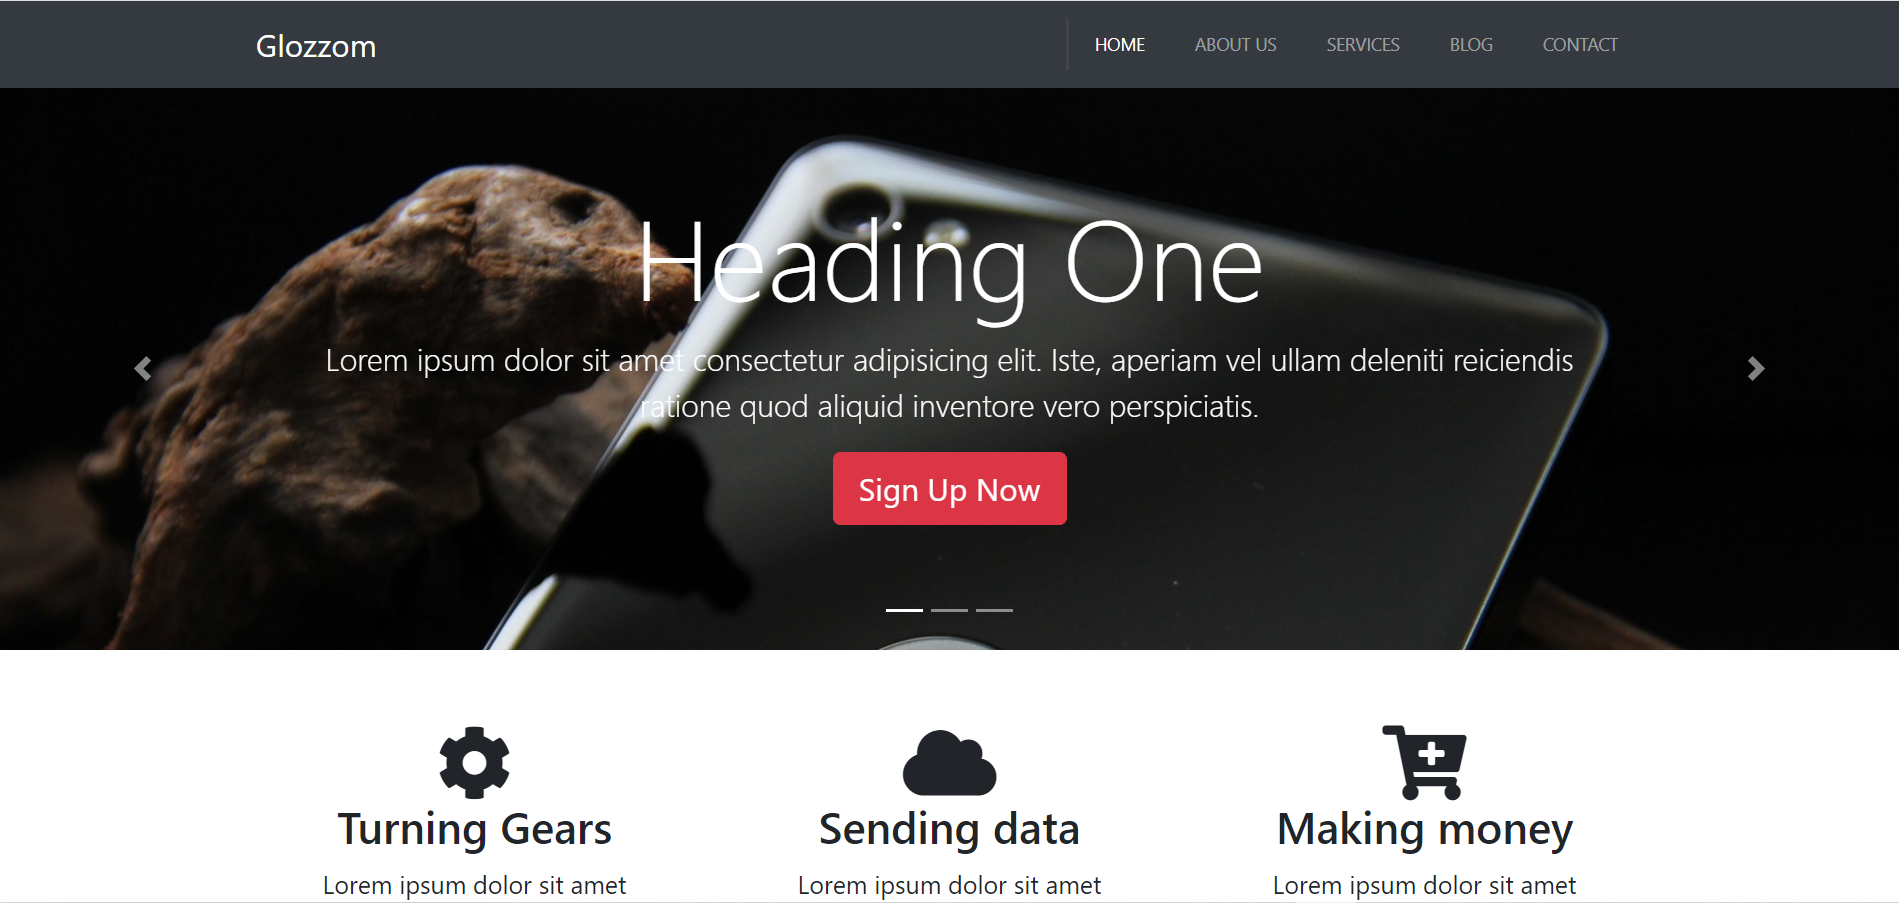 Glozzom
HOME ABOUT US SERVICES BLOG CONTACT
Heading One
Lorem ipsum dolor sit amet consectetur adipisicing elit. Iste, aperiam vel ullam deleniti reiciendis
ratione quod aliquid inventore vero perspiciatis.
Sign Up Now
Turning Gears
Lorem ipsum dolor sit amet
Sending data
Lorem ipsum dolor sit amet
Making money
Lorem ipsum dolor sit amet